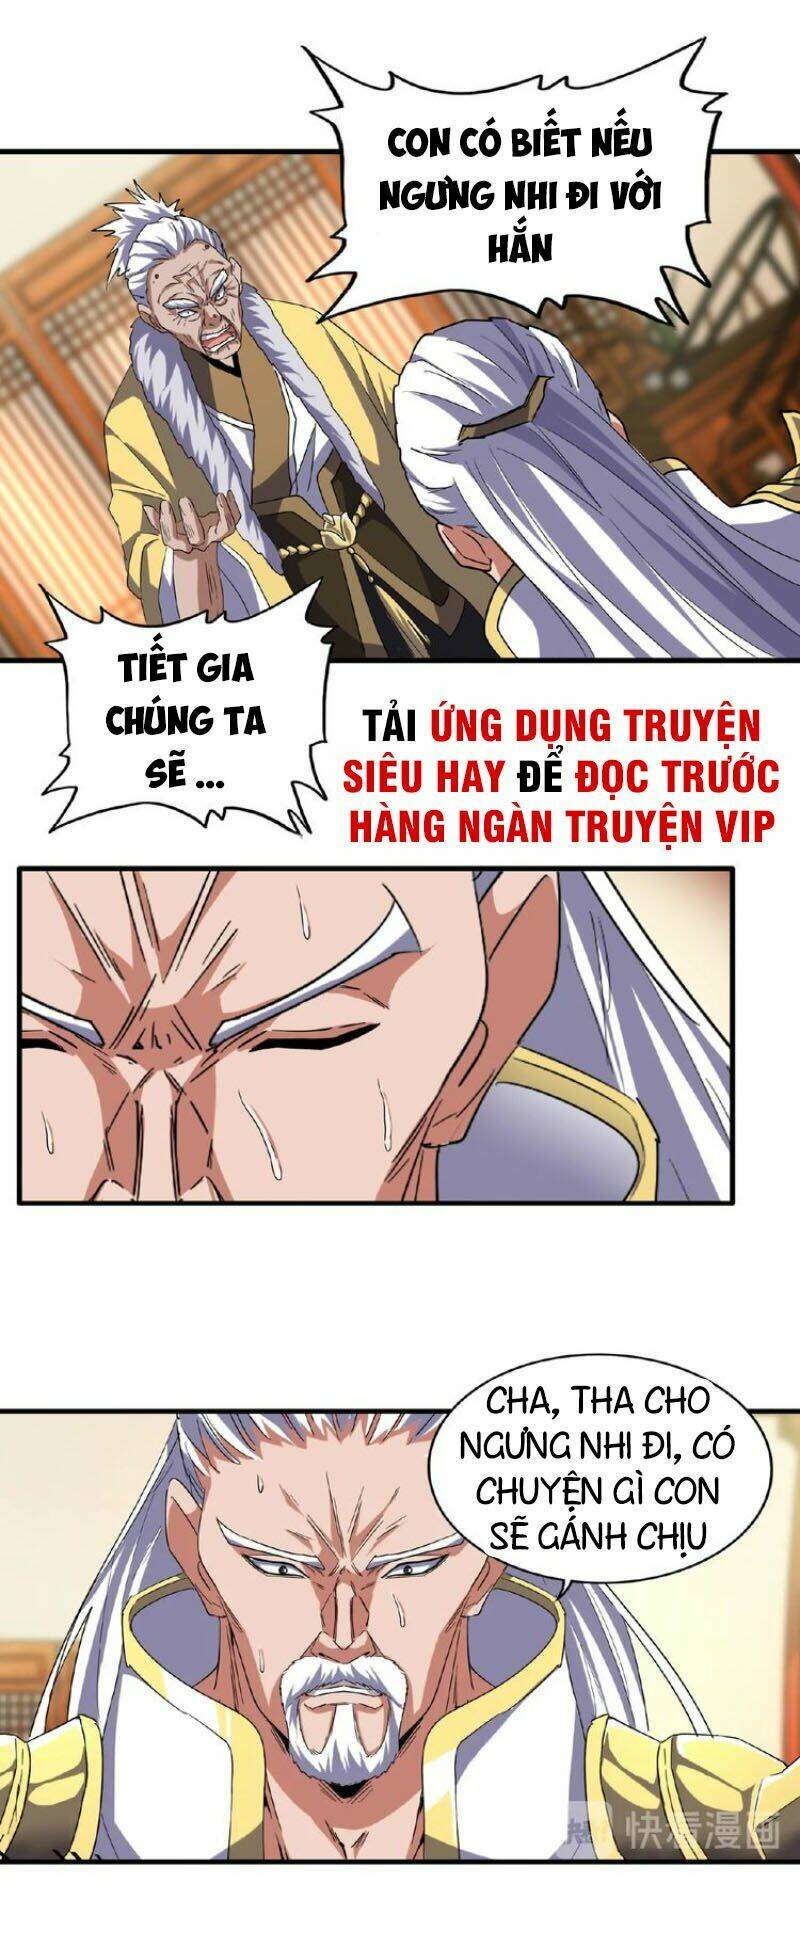 CON CÓ BIẾT NẾU
NGƯNG NHI ĐI VỚI
HẮN
TIẾT GIA
CHÚNG TA
SẼ ...
TẢI ỨNG DỤNG TRUYỆN
SIÊU HAY ĐỂ ĐỌC TRƯỚC
HÀNG NGÀN TRUYỆN VIP
CHA, THA CHO
NGƯNG NHI ĐI, CÓ
CHUYỆN GÌ CON
SẼ GÁNH CHỊU
快看漫画